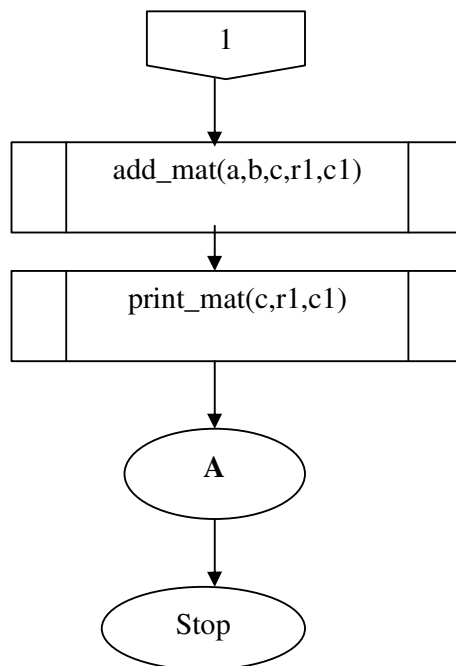 1
add_mat(a,b,c,r1,c1)
print_mat(c,r1,c1)
A
Stop